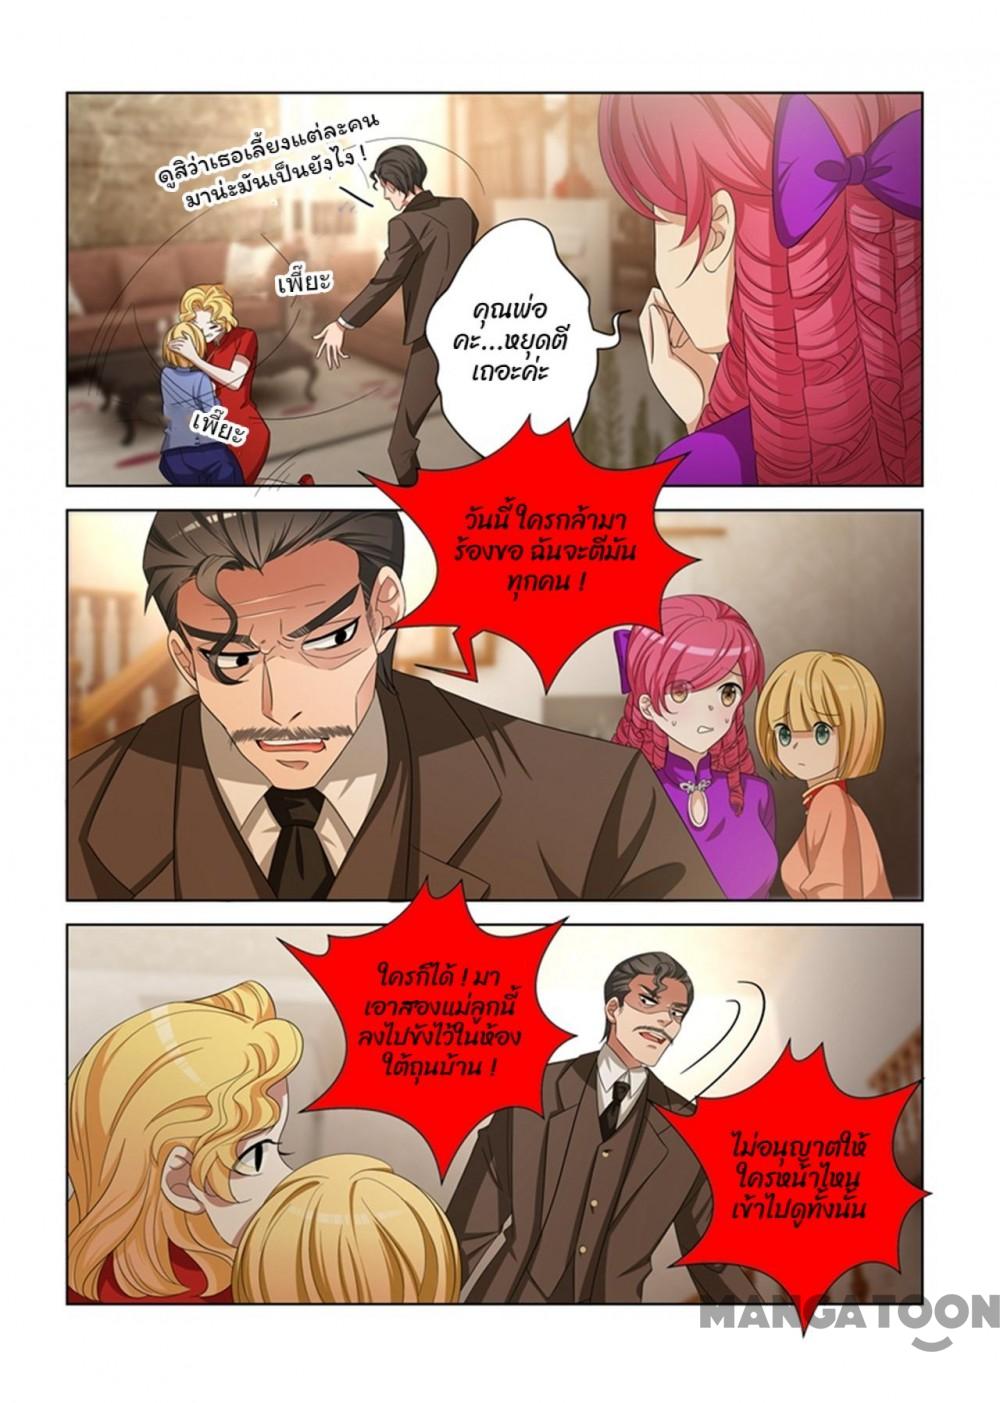 ดูสิว่าเธอเลี้ยงแต่ละคน
มาน่ะมันเป็นยังไง !
เพี๊ยะ
เพี๊ยะ
คุณพ่อ
คะ...หยุดตี
เถอะค่ะ
วันนี้ ใครกล้ามา
ร้องขอ ฉันจะตีมัน
ทุกคน !
ใครก็ได้ ! มา
เอาสองแม่ลูกนี้
ลงไปขังไว้ในห้อง
ใต้ถุนบ้าน !
ไม่อนุญาตให้
ใครหน้าไหน
เข้าไปดูทั้งนั้น
MANGATOON